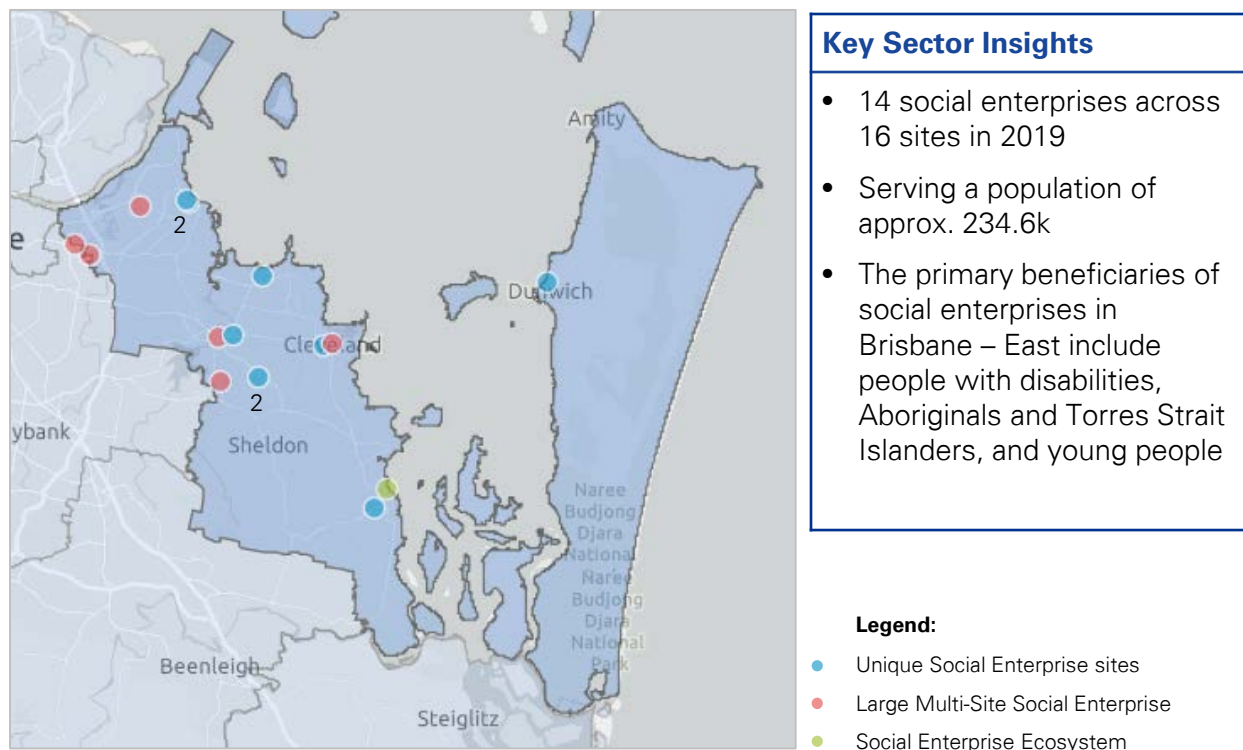 Amity
e
2
Dunwich
Cleveland
2
ybank
Sheldon
Naree
Budjong
Djara
National
Naree
Budjong
Djara
National
Park
Beenleigh
Steiglitz
Key Sector Insights
• 14 social enterprises across
16 sites in 2019
• Serving a population of
approx. 234.6k
• The primary beneficiaries of
social enterprises in
Brisbane – East include
people with disabilities,
Aboriginals and Torres Strait
Islanders, and young people
Legend:
Unique Social Enterprise sites
Large Multi-Site Social Enterprise
Social Enterprise Ecosystem